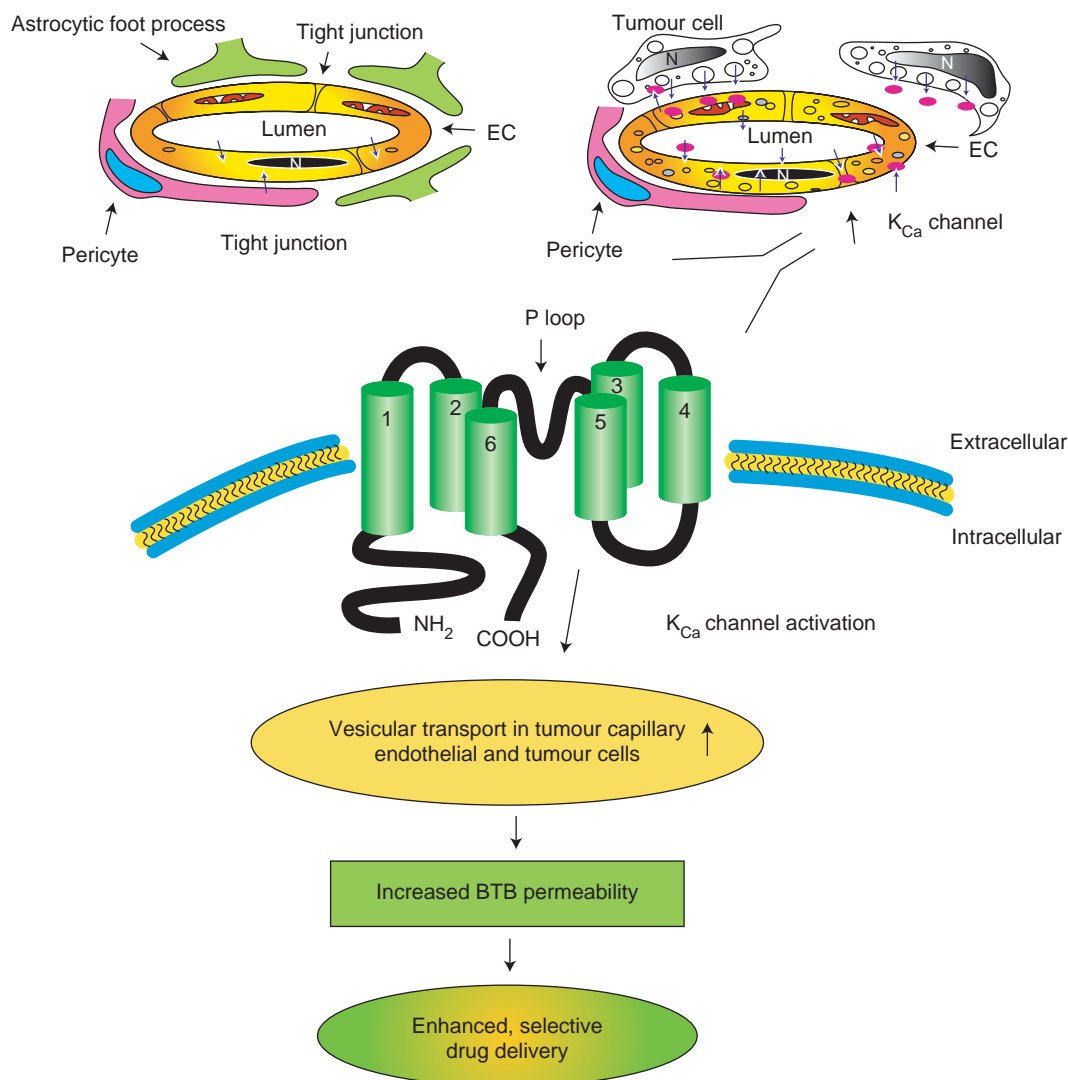 Astrocytic foot process
Tight junction
Lumen
EC
N
Pericyte
Tight junction
Tumour cell
N
N
Lumen
EC
N
Pericyte
K_Ca channel
P loop
1
2
3
4
5
6
Extracellular
Intracellular
NH₂
COOH
K_Ca channel activation
Vesicular transport in tumour capillary
endothelial and tumour cells
Increased BTB permeability
Enhanced, selective
drug delivery